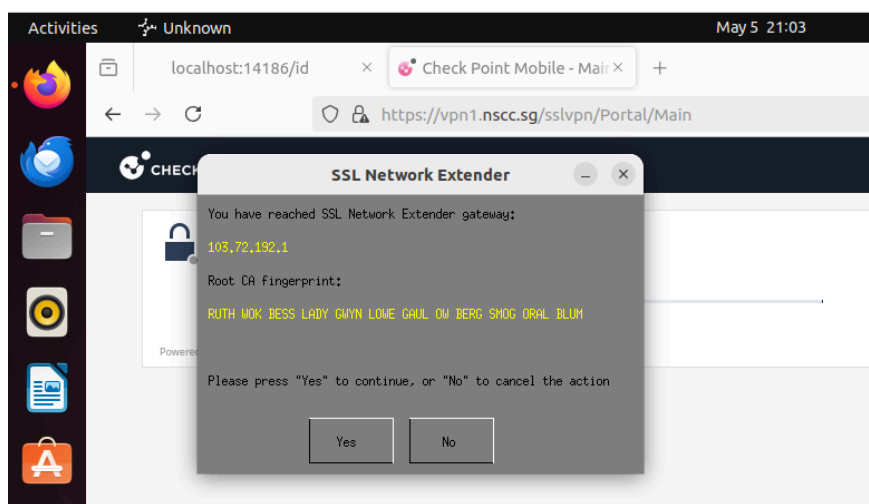 Activities Unknown May 5 21:03
localhost:14186/id × Check Point Mobile - Mair × +
https://vpn1.nscc.sg/sslvpn/Portal/Main
CHECK
SSL Network Extender
You have reached SSL Network Extender gateway:
103.72.192.1
Root CA fingerprint:
RUTH WOK BESS LADY GWYN LOWE GAUL OW BERG SMOG ORAL BLUM
Powered
Please press "Yes" to continue, or "No" to cancel the action
Yes No